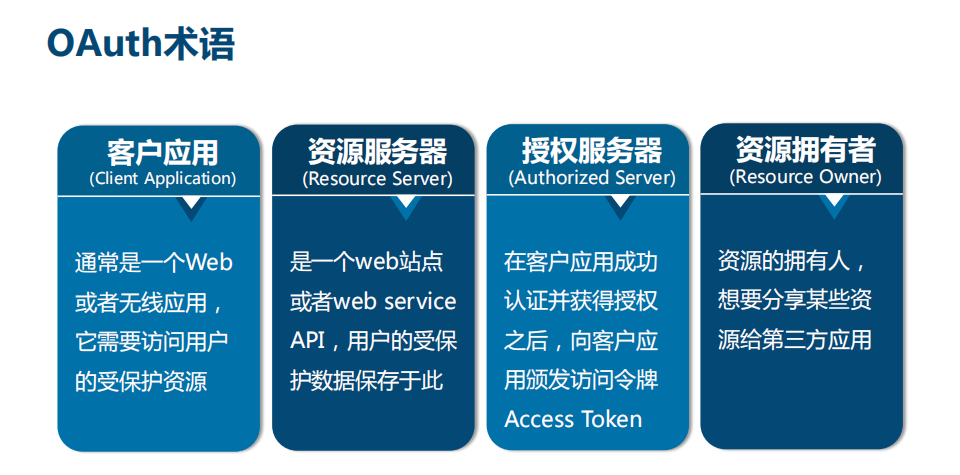 OAuth术语
客户应用
(Client Application)
通常是一个Web
或者无线应用，
它需要访问用户
的受保护资源
资源服务器
(Resource Server)
是一个web站点
或者web service
API，用户的受保
护数据保存于此
授权服务器
(Authorized Server)
在客户应用成功
认证并获得授权
之后，向客户应
用颁发访问令牌
Access Token
资源拥有者
(Resource Owner)
资源的拥有人，
想要分享某些资
源给第三方应用